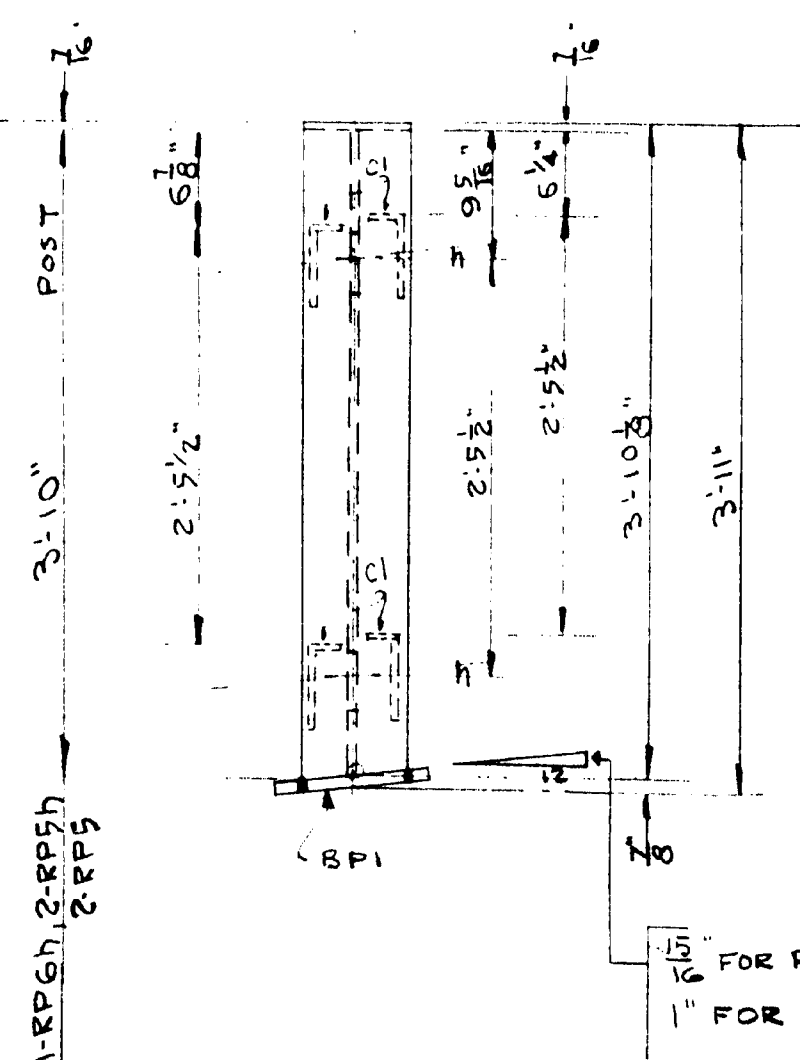 7/16
7/16
6 7/8"
C1
9 5/16"
6 1/4"
POST
h
2'-5 1/2"
2'-5 1/2"
2'-5 1/2"
3'-10 1/8"
3'-11"
3'-10"
C1
h
12
BP1
7/8
1-RP6h, 2-RP5h
2-RP5
15/16" FOR
1" FOR